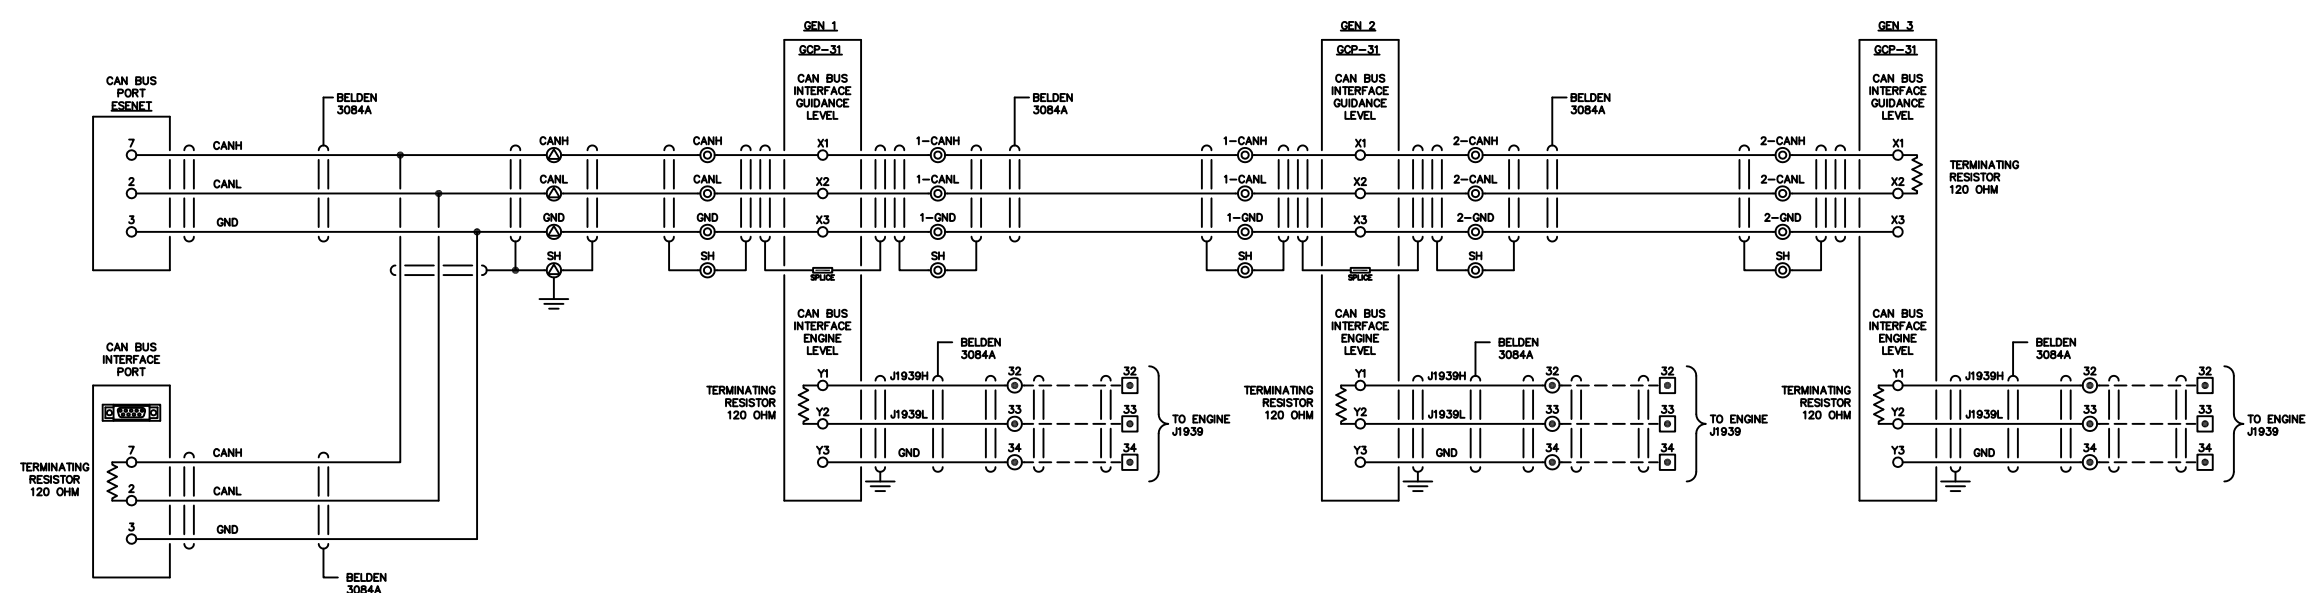 GEN 1
GCP-31
CAN BUS
INTERFACE
GUIDANCE
LEVEL
GEN 2
GCP-31
CAN BUS
INTERFACE
GUIDANCE
LEVEL
GEN 3
GCP-31
CAN BUS
INTERFACE
GUIDANCE
LEVEL
CAN BUS
PORT
ESENET
BELDEN
3084A
BELDEN
3084A
BELDEN
3084A
7 CANH CANH CANH X1 1-CANH 1-CANH X1 2-CANH 2-CANH X1
2 CANL CANL CANL X2 1-CANL 1-CANL X2 2-CANL 2-CANL X2
3 GND GND GND X3 1-GND 1-GND X3 2-GND 2-GND X3
TERMINATING
RESISTOR
120 OHM
SH SH SH SH SH SH
SPLICE SPLICE
CAN BUS
INTERFACE
PORT
TERMINATING
RESISTOR
120 OHM
7 CANH
2 CANL
3 GND
BELDEN
3084A
CAN BUS
INTERFACE
ENGINE
LEVEL
BELDEN
3084A
TERMINATING
RESISTOR
120 OHM
Y1 J1939H 32 32
Y2 J1939L 33 33
Y3 GND 34 34
TO ENGINE
J1939
CAN BUS
INTERFACE
ENGINE
LEVEL
BELDEN
3084A
TERMINATING
RESISTOR
120 OHM
Y1 J1939H 32 32
Y2 J1939L 33 33
Y3 GND 34 34
TO ENGINE
J1939
CAN BUS
INTERFACE
ENGINE
LEVEL
BELDEN
3084A
TERMINATING
RESISTOR
120 OHM
Y1 J1939H 32 32
Y2 J1939L 33 33
Y3 GND 34 34
TO ENGINE
J1939